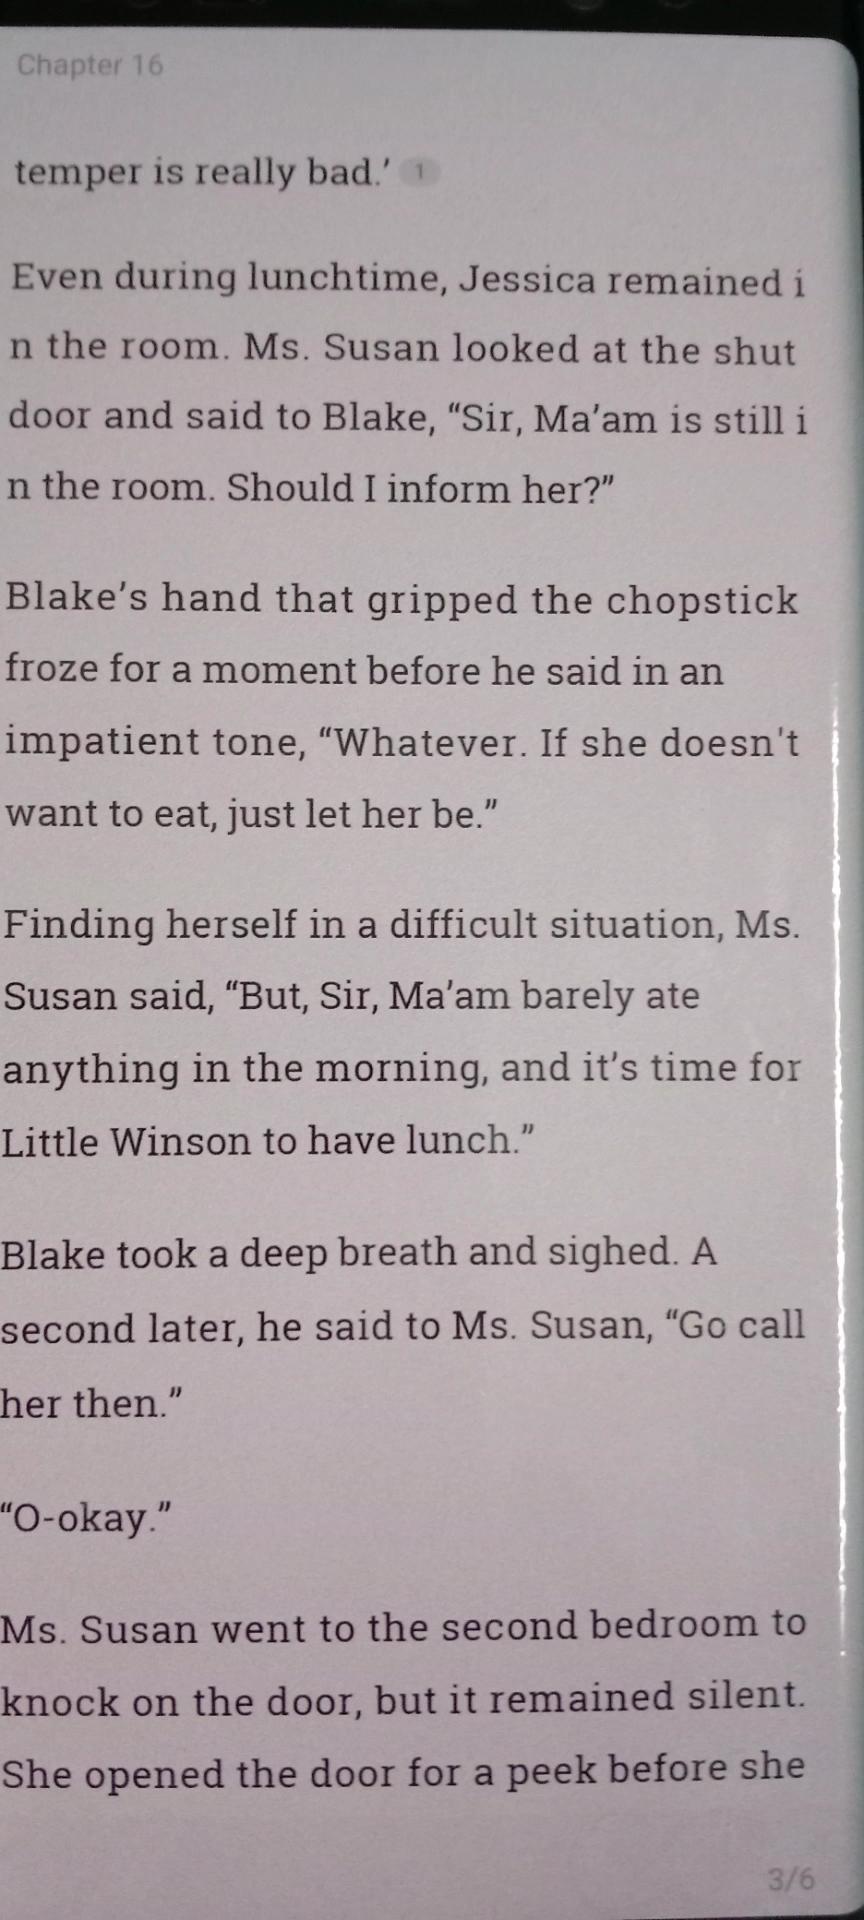 Chapter 16
temper is really bad.’ 1
Even during lunchtime, Jessica remained i
n the room. Ms. Susan looked at the shut
door and said to Blake, “Sir, Ma’am is still i
n the room. Should I inform her?”
Blake’s hand that gripped the chopstick
froze for a moment before he said in an
impatient tone, “Whatever. If she doesn't
want to eat, just let her be.”
Finding herself in a difficult situation, Ms.
Susan said, “But, Sir, Ma’am barely ate
anything in the morning, and it’s time for
Little Winson to have lunch.”
Blake took a deep breath and sighed. A
second later, he said to Ms. Susan, “Go call
her then.”
“O-okay.”
Ms. Susan went to the second bedroom to
knock on the door, but it remained silent.
She opened the door for a peek before she
3/6